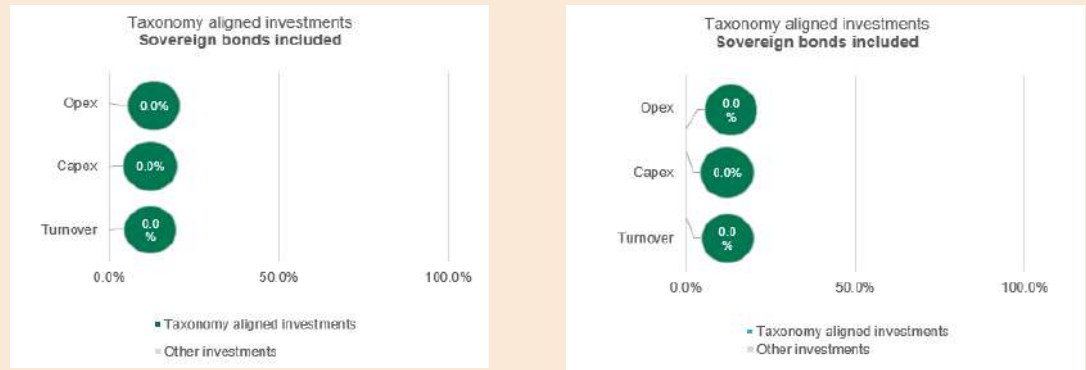 Taxonomy aligned investments
Sovereign bonds included
Opex
0.0%
Capex
0.0%
Turnover
0.0
%
0.0%
50.0%
100.0%
Taxonomy aligned investments
Other investments
Taxonomy aligned investments
Sovereign bonds included
Opex
0.0
%
Capex
0.0%
Turnover
0.0
%
0.0%
50.0%
100.0%
Taxonomy aligned investments
Other investments